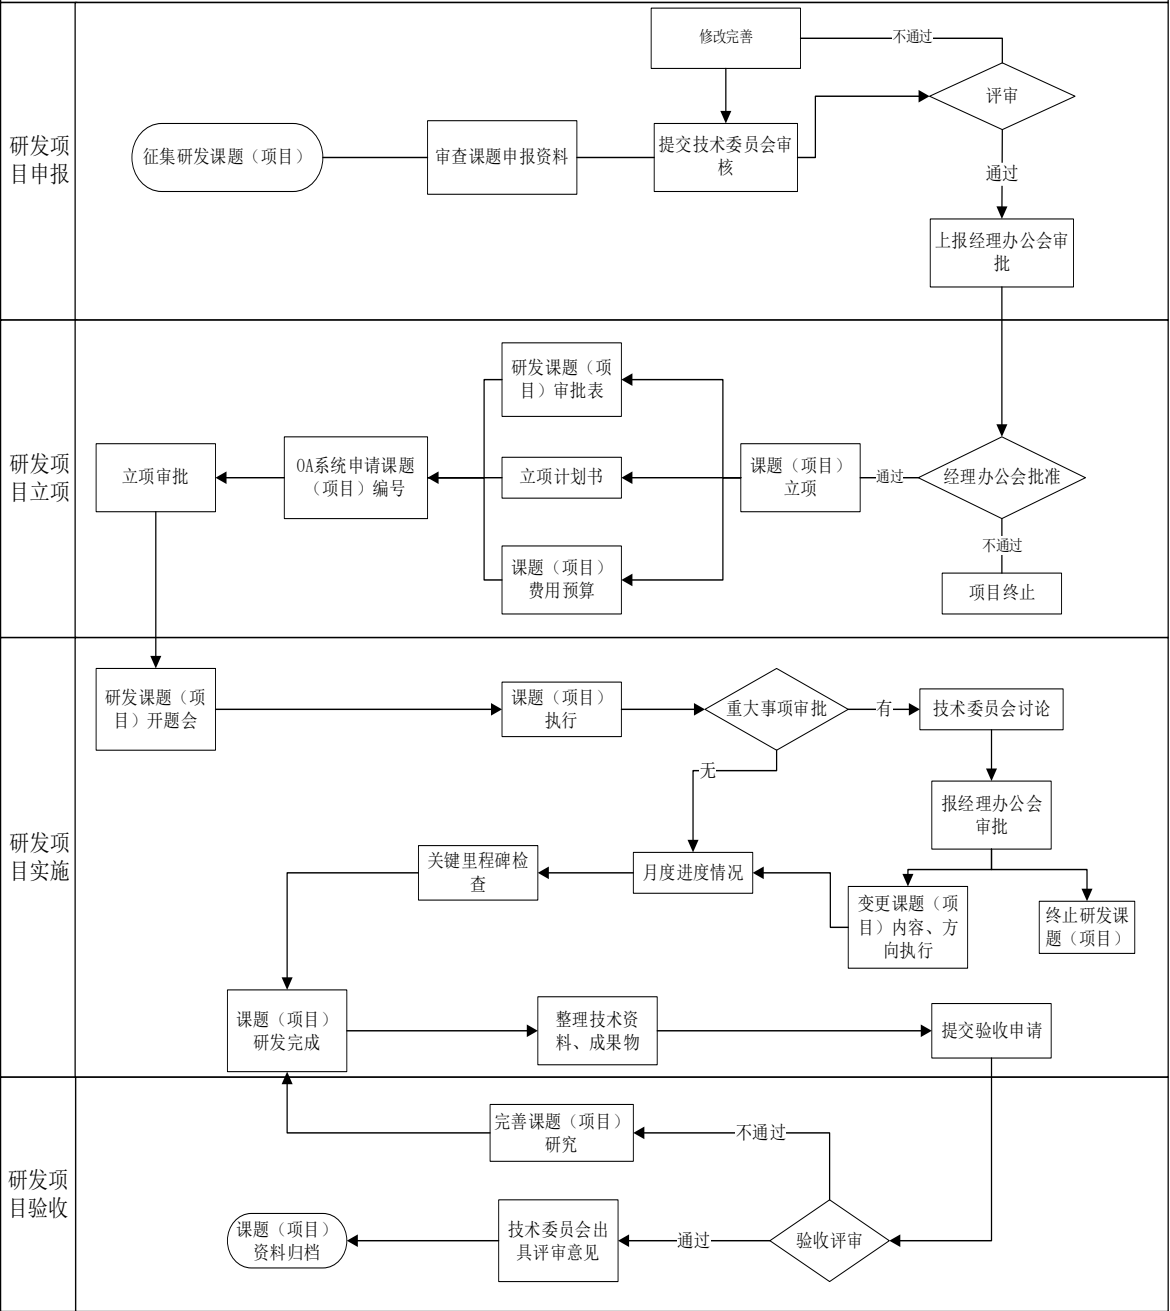 研发项
目申报
修改完善
不通过
评审
征集研发课题（项目）
审查课题申报资料
提交技术委员会审
核
通过
上报经理办公会审
批
研发项
目立项
研发课题（项
目）审批表
立项审批
OA系统申请课题
（项目）编号
立项计划书
课题（项目）
立项
通过
经理办公会批准
不通过
课题（项目）
费用预算
项目终止
研发项
目实施
研发课题（项
目）开题会
课题（项目）
执行
重大事项审批
有
技术委员会讨论
无
报经理办公会
审批
关键里程碑检
查
月度进度情况
变更课题（项
目）内容、方
向执行
终止研发课
题（项目）
课题（项目）
研发完成
整理技术资
料、成果物
提交验收申请
研发项
目验收
完善课题（项目）
研究
不通过
课题（项目）
资料归档
技术委员会出
具评审意见
通过
验收评审